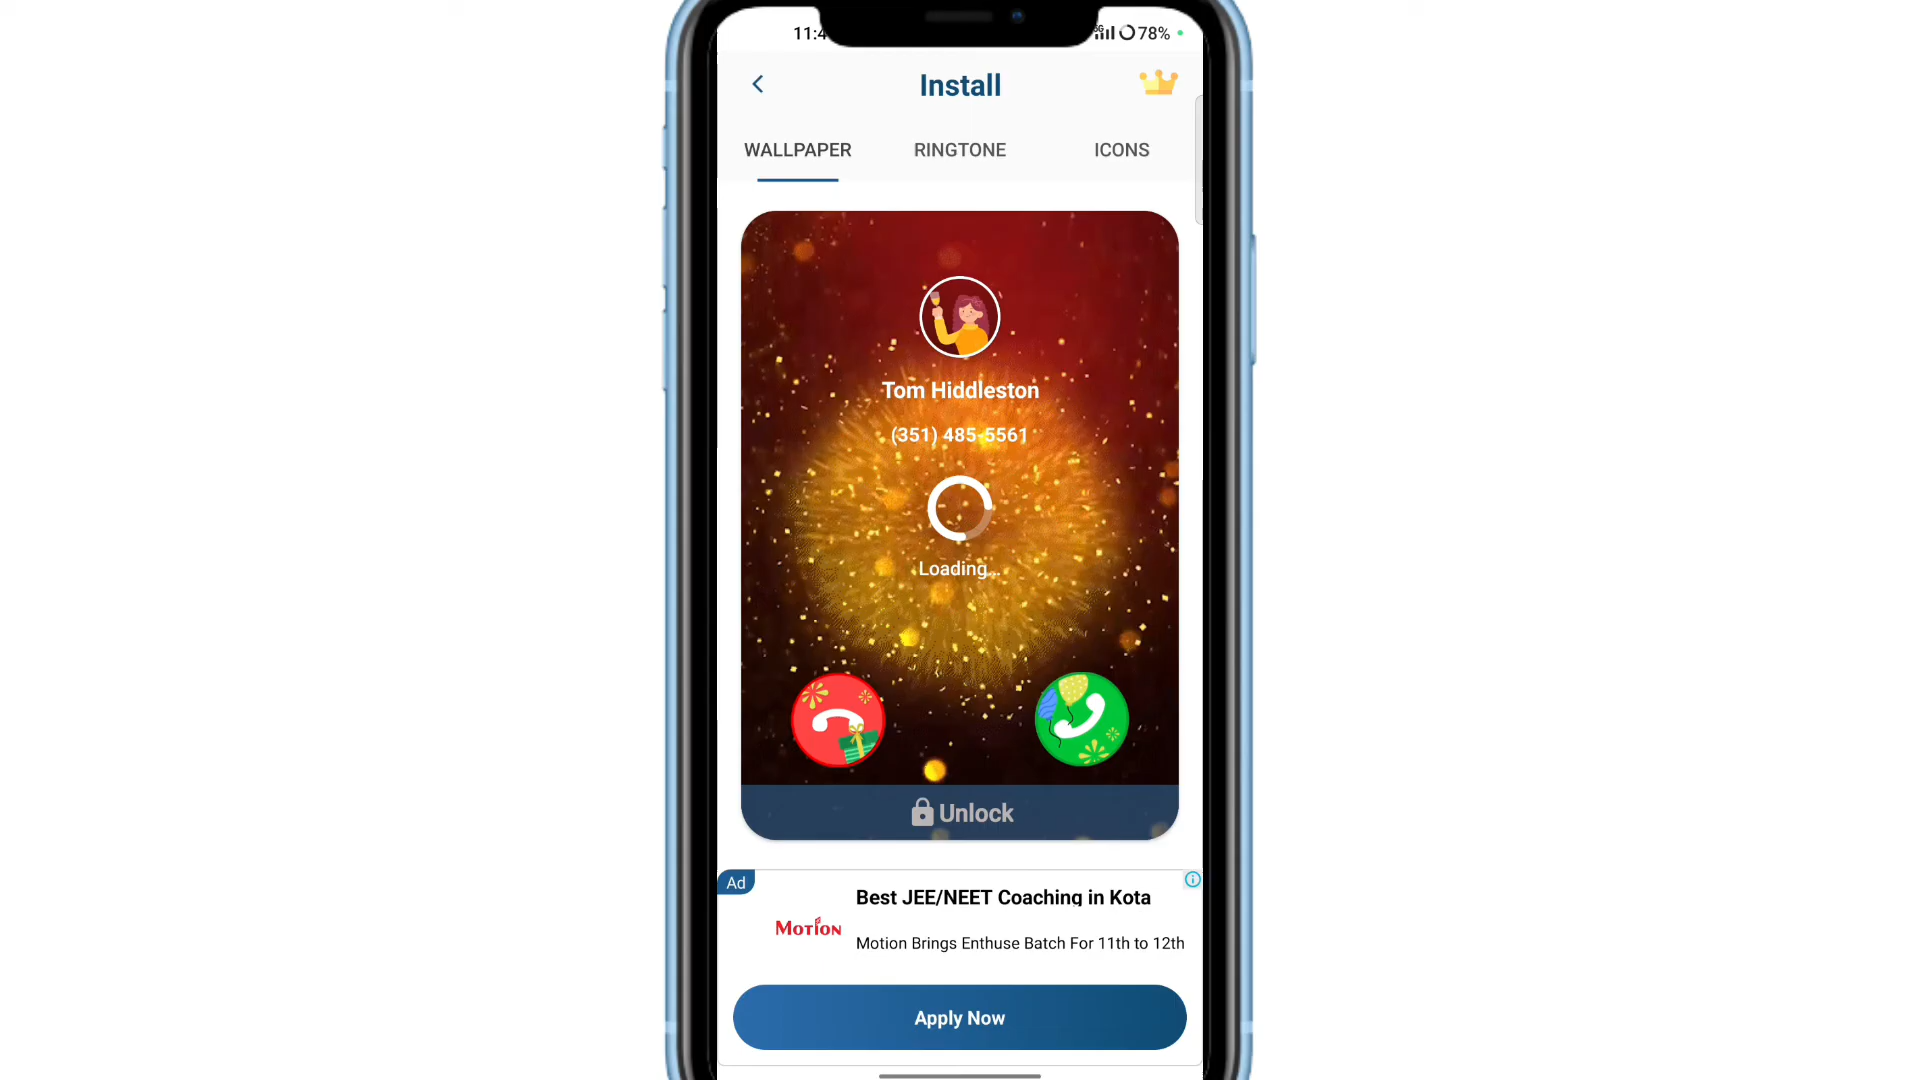 11:4
5G 78%
Install
WALLPAPER RINGTONE ICONS
Tom Hiddleston
(351) 485-5561
Loading...
Unlock
Ad
Best JEE/NEET Coaching in Kota
MOTION
Motion Brings Enthuse Batch For 11th to 12th
Apply Now